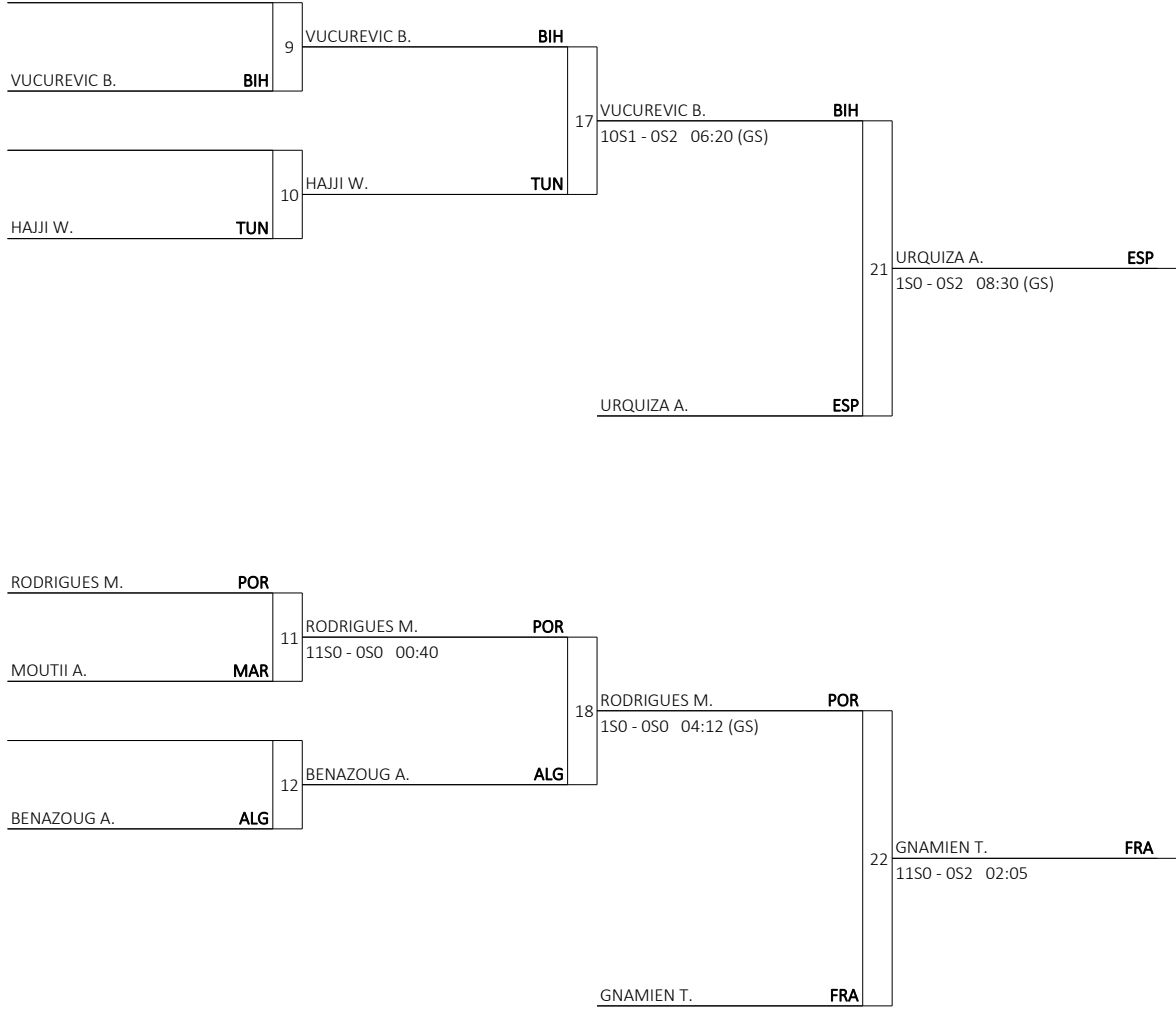 9 VUCUREVIC B. BIH
VUCUREVIC B. BIH
17 VUCUREVIC B. BIH
10S1 - 0S2 06:20 (GS)
10 HAJJI W. TUN
HAJJI W. TUN
21 URQUIZA A. ESP
1S0 - 0S2 08:30 (GS)
URQUIZA A. ESP
RODRIGUES M. POR
11 RODRIGUES M. POR
11S0 - 0S0 00:40
MOUTII A. MAR
18 RODRIGUES M. POR
1S0 - 0S0 04:12 (GS)
12 BENAZOUG A. ALG
BENAZOUG A. ALG
22 GNAMIEN T. FRA
11S0 - 0S2 02:05
GNAMIEN T. FRA